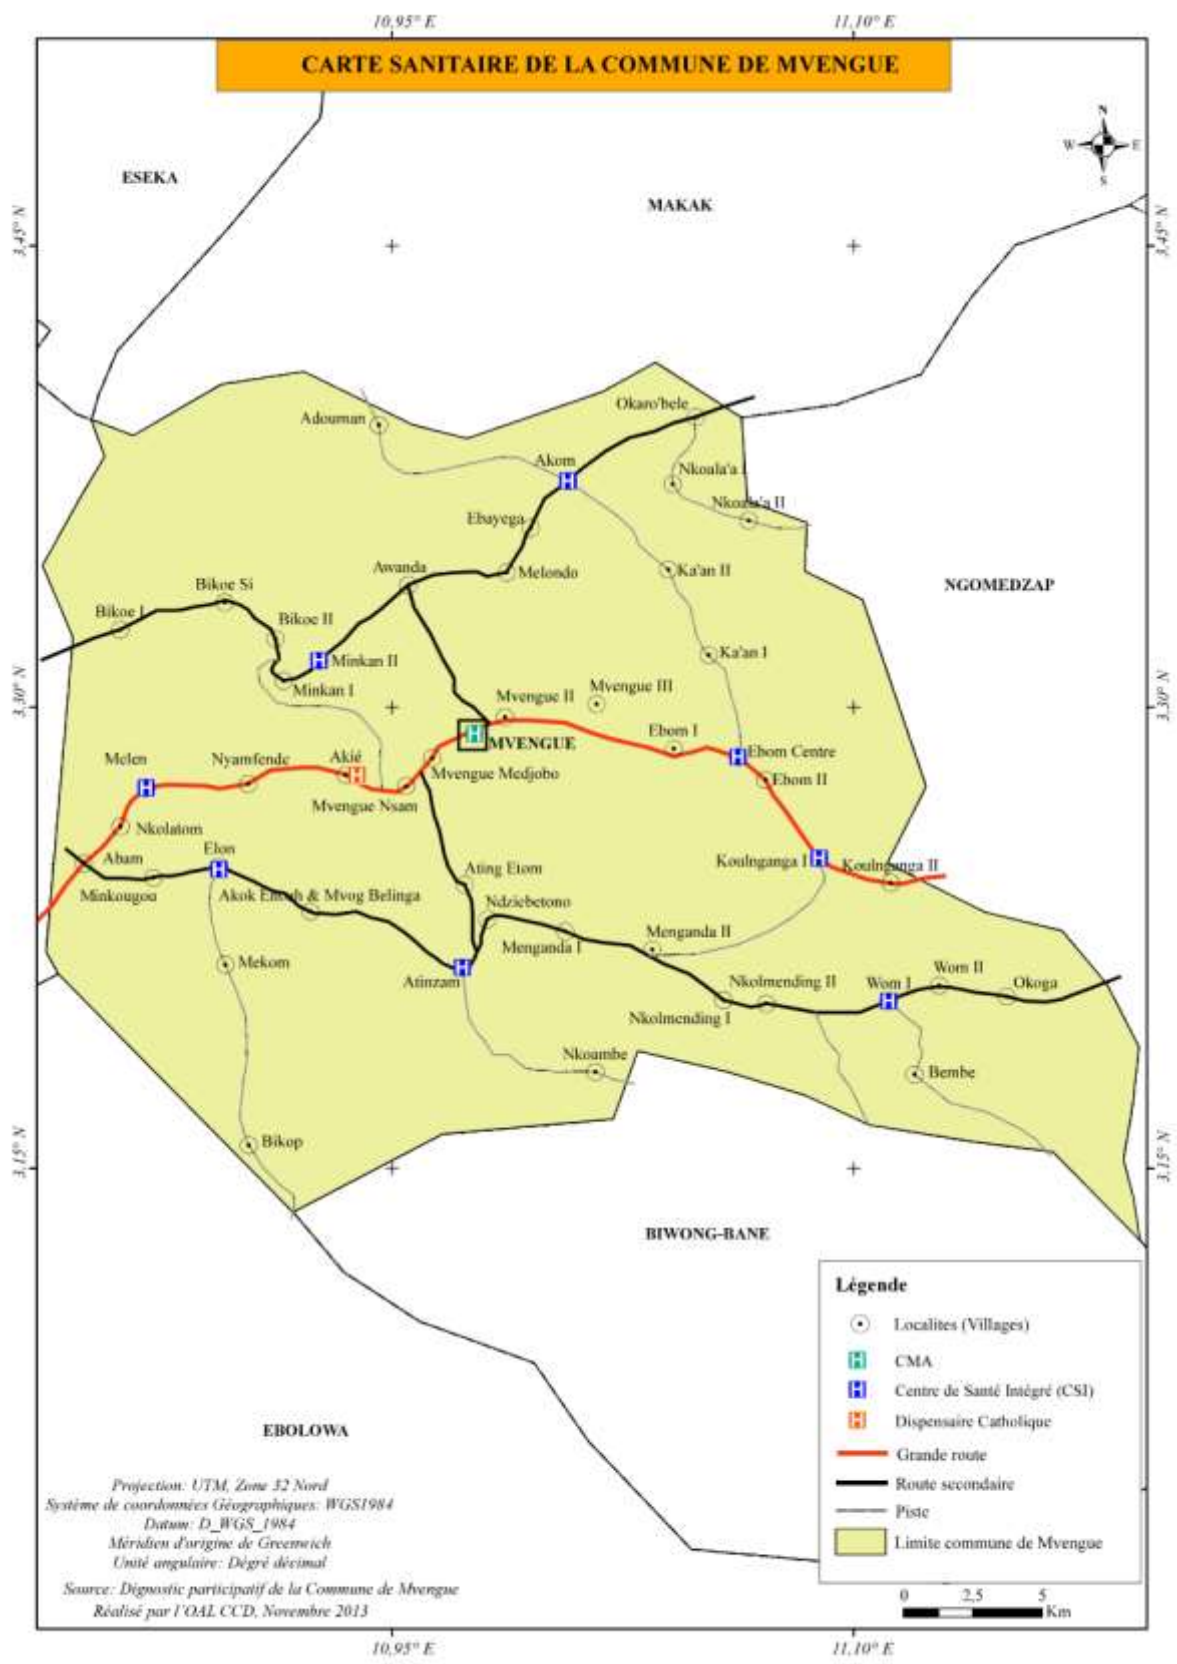 10,95° E
11,10° E
CARTE SANITAIRE DE LA COMMUNE DE MVENGUE
N
W
E
S
ESEKA
MAKAK
3,45° N
3,45° N
Okaro'bele
Adouman
Akom
Nkoala'a I
Nkoala'a II
Ebayega
Awanda
Melondo
Ka'an II
Bikoe Si
NGOMEDZAP
Bikoe I
Bikoe II
Minkan II
Ka'an I
Minkan I
Mvengue III
Mvengue II
3,30° N
3,30° N
Ebom I
MVENGUE
Ebom Centre
Melen
Nyamfende
Akié
Mvengue Medjobo
Ebom II
Mvengue Nsam
Nkolatom
Elon
Abam
Koulnganga I
Koulnganga II
Ating Etom
Minkougou
Akok Enouh & Mvog Belinga
Ndziebetono
Menganda I
Menganda II
Mekom
Atinzam
Nkolmending II
Wom I
Wom II
Okoga
Nkolmending I
Nkoumbe
Bembe
Bikop
3,15° N
3,15° N
BIWONG-BANE
EBOLOWA
Légende
Localites (Villages)
CMA
Centre de Santé Intégré (CSI)
Dispensaire Catholique
Grande route
Route secondaire
Piste
Limite commune de Mvengue
0 2,5 5
Km
Projection: UTM, Zone 32 Nord
Système de coordonnées Géographiques: WGS1984
Datum: D_WGS_1984
Méridien d'origine de Greenwich
Unité angulaire: Dégré décimal
Source: Dignostic participatif de la Commune de Mvengue
Réalisé par l'OAL CCD, Novembre 2013
10,95° E
11,10° E